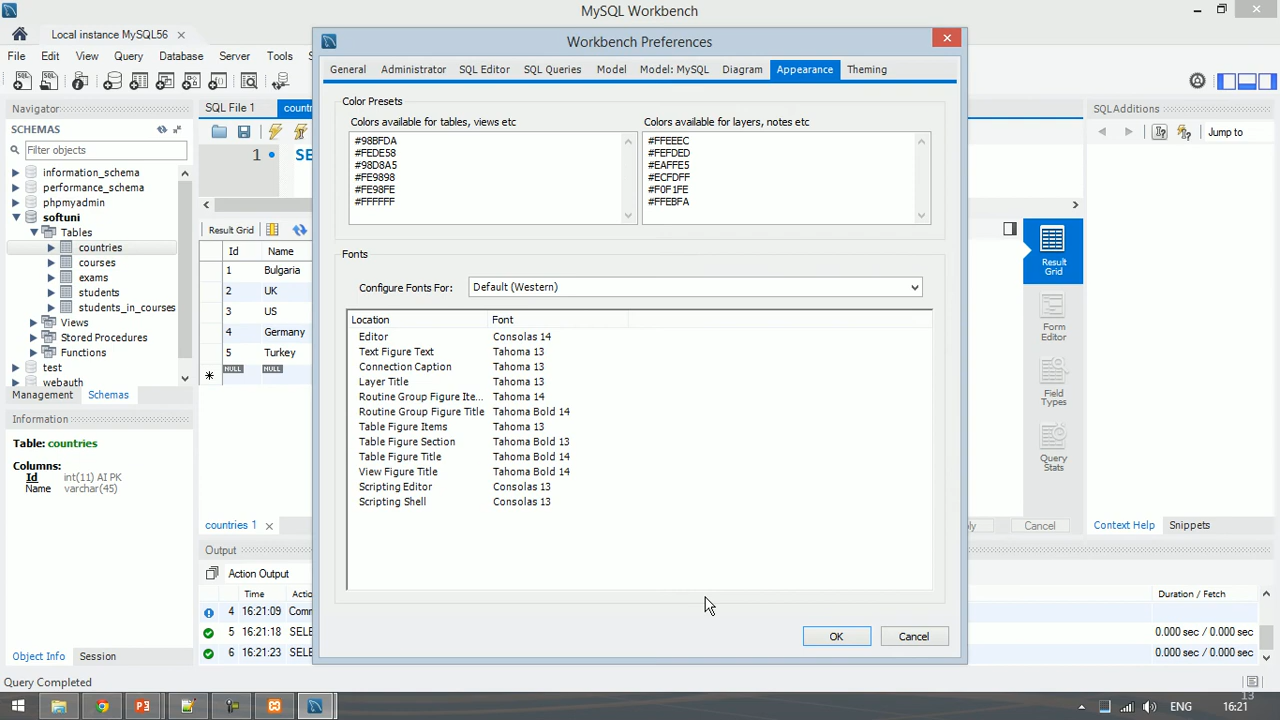 MySQL Workbench
Local instance MySQL56
File Edit View Query Database Server Tools
Navigator
SCHEMAS
Filter objects
information_schema
performance_schema
phpmyadmin
softuni
Tables
countries
courses
exams
students
students_in_courses
Views
Stored Procedures
Functions
test
webauth
Management Schemas
Information
Table: countries
Columns:
Id int(11) AI PK
Name varchar(45)
Object Info Session
Query Completed
SQL File 1
1
Result Grid
Id Name
1 Bulgaria
2 UK
3 US
4 Germany
5 Turkey
NULL NULL
countries 1
Output
Action Output
Time
4 16:21:09
5 16:21:18
6 16:21:23
Workbench Preferences
General Administrator SQL Editor SQL Queries Model Model: MySQL Diagram Appearance Theming
Color Presets
Colors available for tables, views etc
#98BFDA
#FEDE58
#98D8A5
#FE9898
#FE98FE
#FFFFFF
Colors available for layers, notes etc
#FFEEEC
#FEFDED
#EAFFE5
#ECFDFF
#F0F1FE
#FFEBFA
Fonts
Configure Fonts For: Default (Western)
Location Font
Editor Consolas 14
Text Figure Text Tahoma 13
Connection Caption Tahoma 13
Layer Title Tahoma 13
Routine Group Figure Ite... Tahoma 14
Routine Group Figure Title Tahoma Bold 14
Table Figure Items Tahoma 13
Table Figure Section Tahoma Bold 13
Table Figure Title Tahoma Bold 14
View Figure Title Tahoma Bold 14
Scripting Editor Consolas 13
Scripting Shell Consolas 13
OK Cancel
SQLAdditions
Jump to
Result
Grid
Form
Editor
Field
Types
Query
Stats
Cancel
Context Help Snippets
Duration / Fetch
0.000 sec / 0.000 sec
0.000 sec / 0.000 sec
13
ENG 16:21